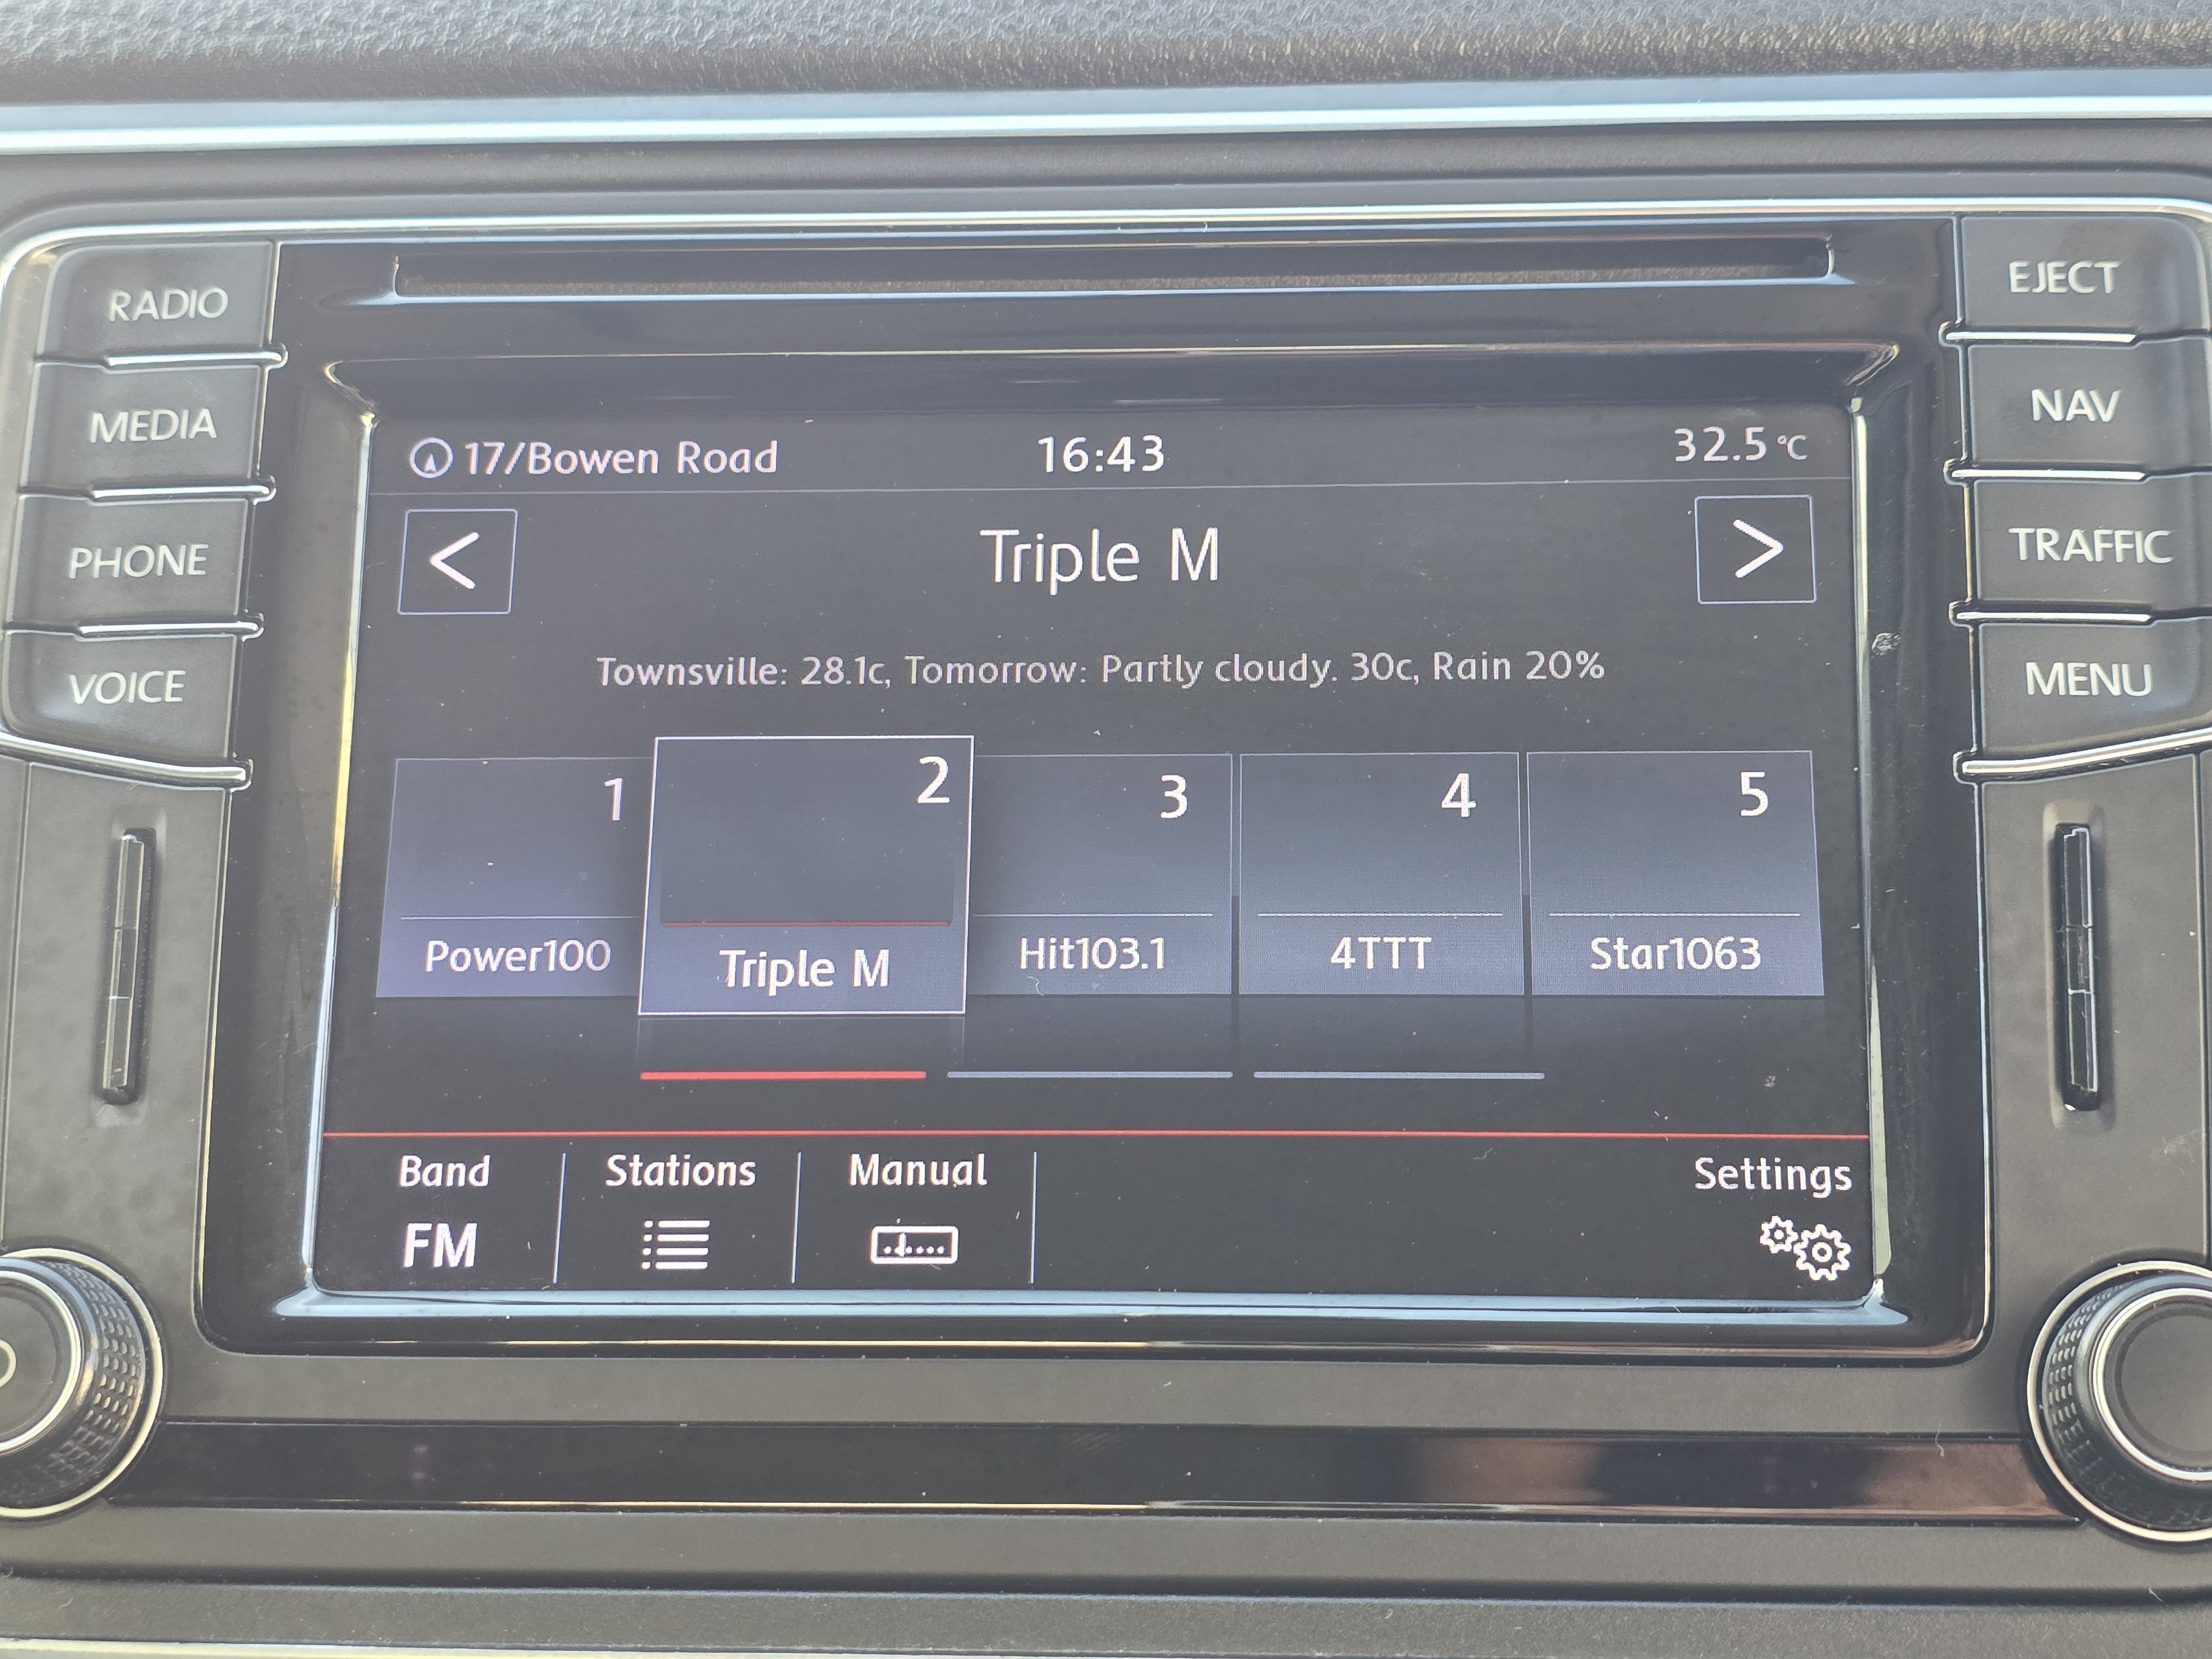 RADIO
MEDIA
PHONE
VOICE
EJECT
NAV
TRAFFIC
MENU
17/Bowen Road
16:43
32.5°C
<
Triple M
>
Townsville: 28.1c, Tomorrow: Partly cloudy. 30c, Rain 20%
1
Power100
2
Triple M
3
Hit103.1
4
4TTT
5
Star1063
Band
FM
Stations
Manual
Settings